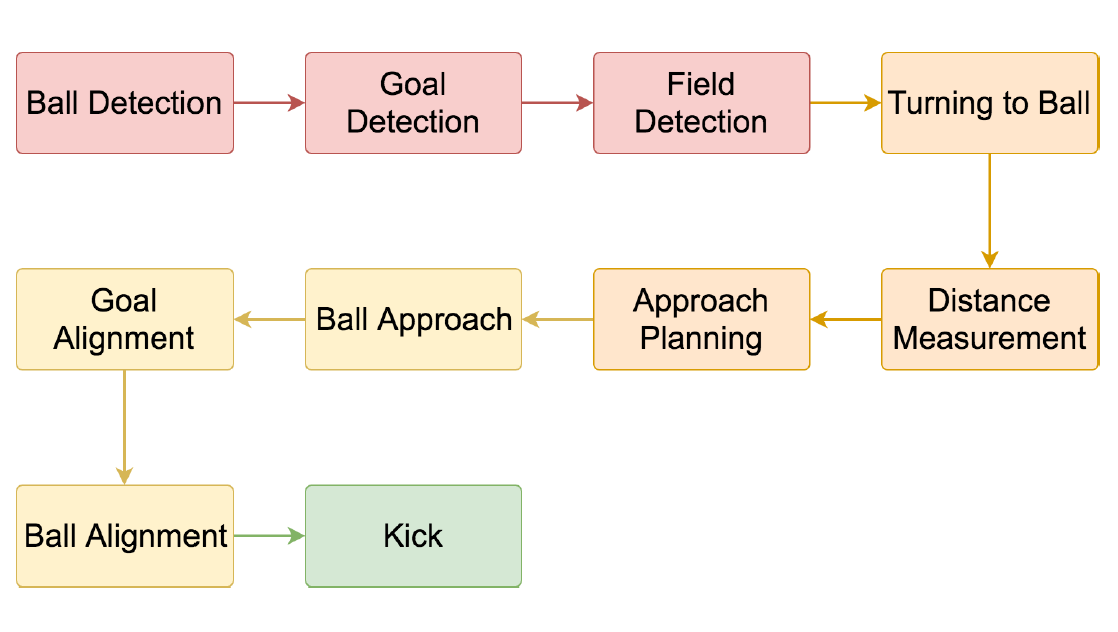 Ball Detection
Goal
Detection
Field
Detection
Turning to Ball
Goal
Alignment
Ball Approach
Approach
Planning
Distance
Measurement
Ball Alignment
Kick